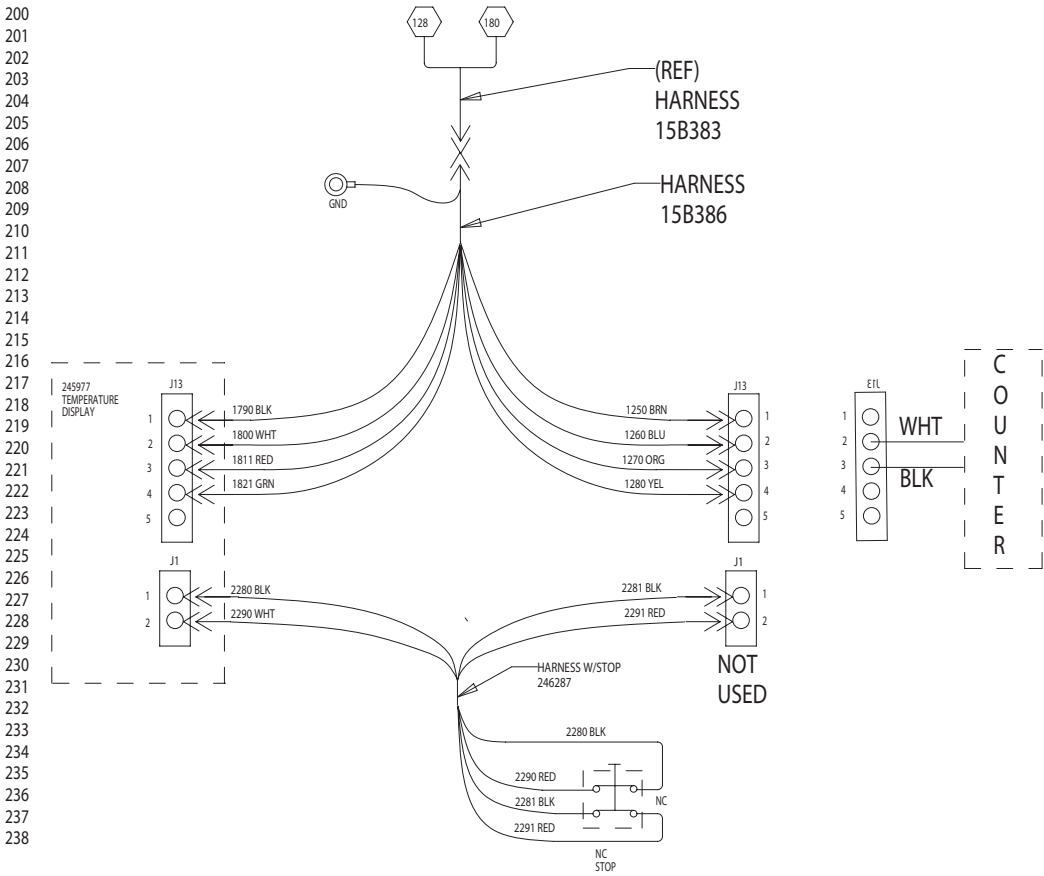 200
201
202
203
204
205
206
207
208
209
210
211
212
213
214
215
216
217
218
219
220
221
222
223
224
225
226
227
228
229
230
231
232
233
234
235
236
237
238
128
180
(REF)
HARNESS
15B383
GND
HARNESS
15B386
245977
TEMPERATURE
DISPLAY
J13
1
2
3
4
5
1790 BLK
1800 WHT
1811 RED
1821 GRN
J1
1
2
2280 BLK
2290 WHT
1250 BRN
1260 BLU
1270 ORG
1280 YEL
J13
1
2
3
4
5
2281 BLK
2291 RED
J1
1
2
NOT
USED
J13
1
2
3
4
5
WHT
BLK
C
O
U
N
T
E
R
HARNESS W/STOP
246287
2280 BLK
2290 RED
2281 BLK
2291 RED
NC
NC
STOP